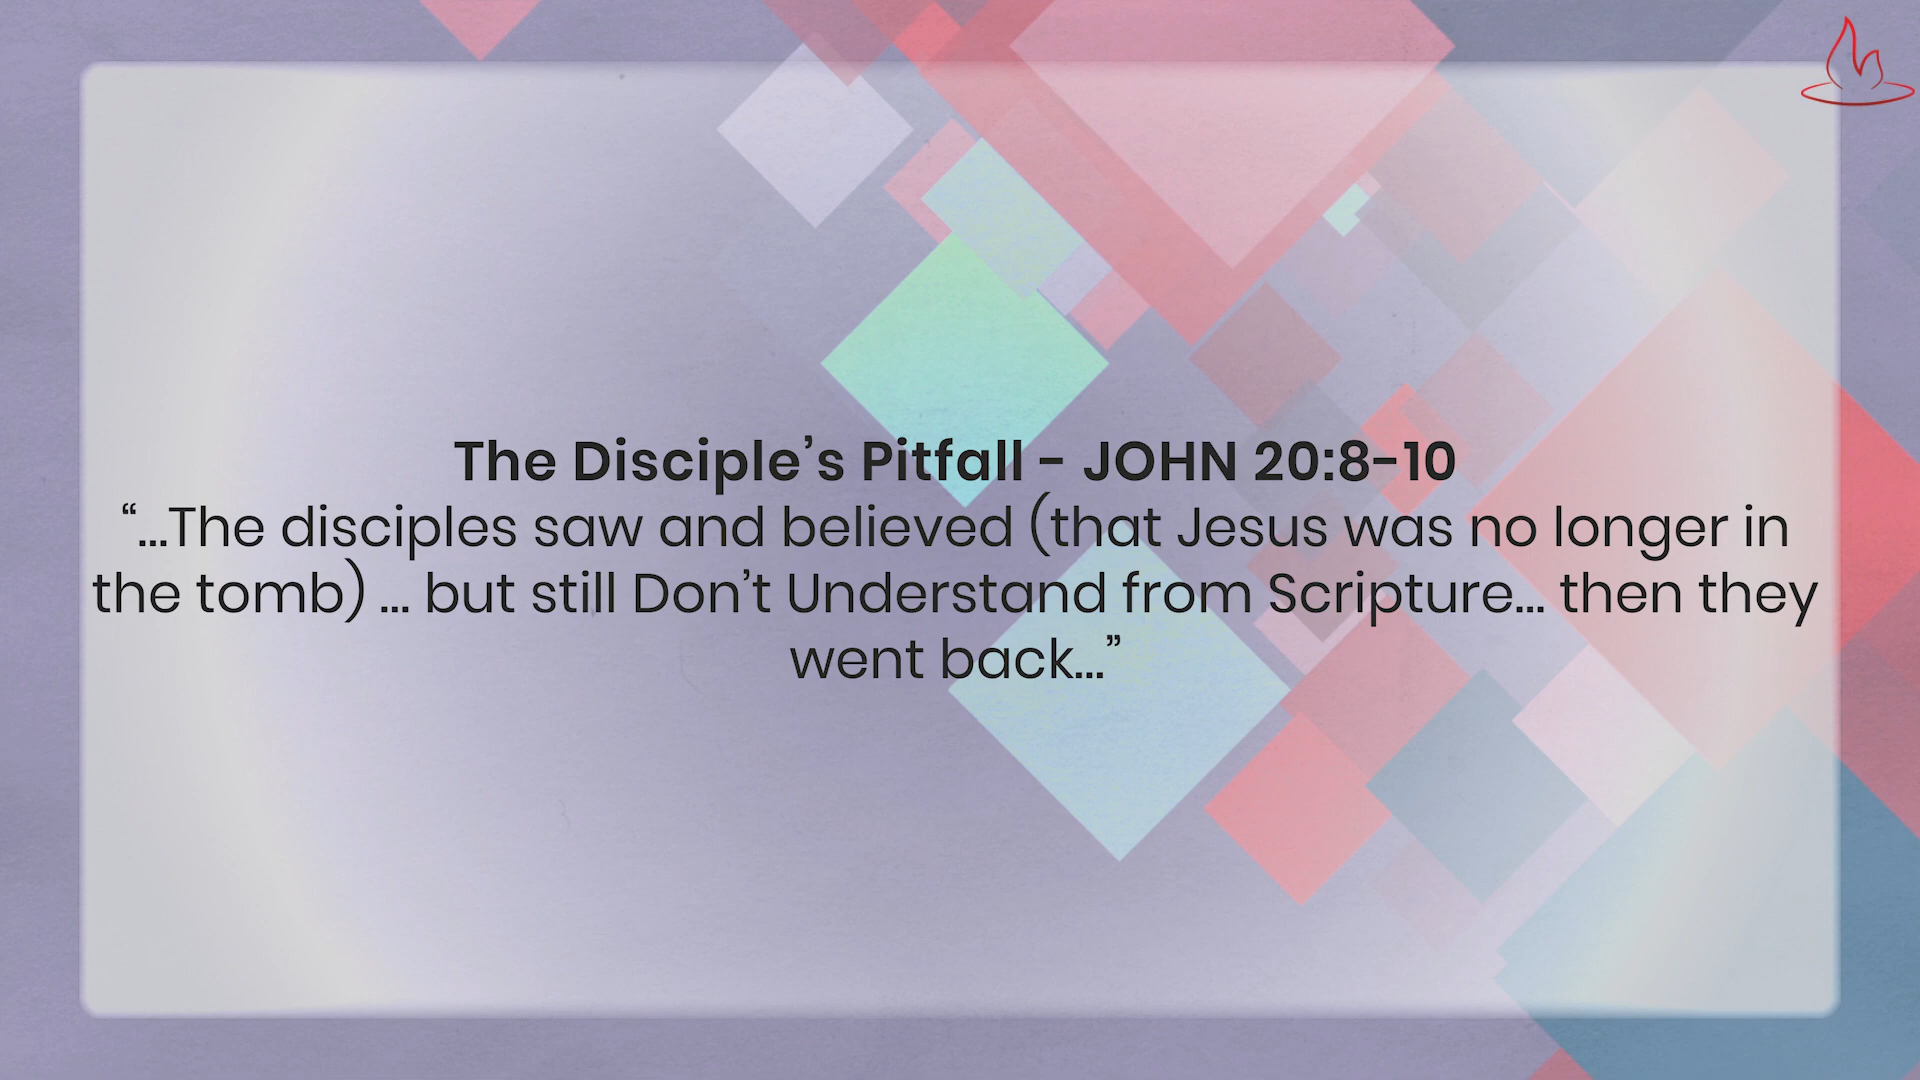 The Disciple’s Pitfall - JOHN 20:8-10
“...The disciples saw and believed (that Jesus was no longer in
the tomb) ... but still Don’t Understand from Scripture... then they
went back...”